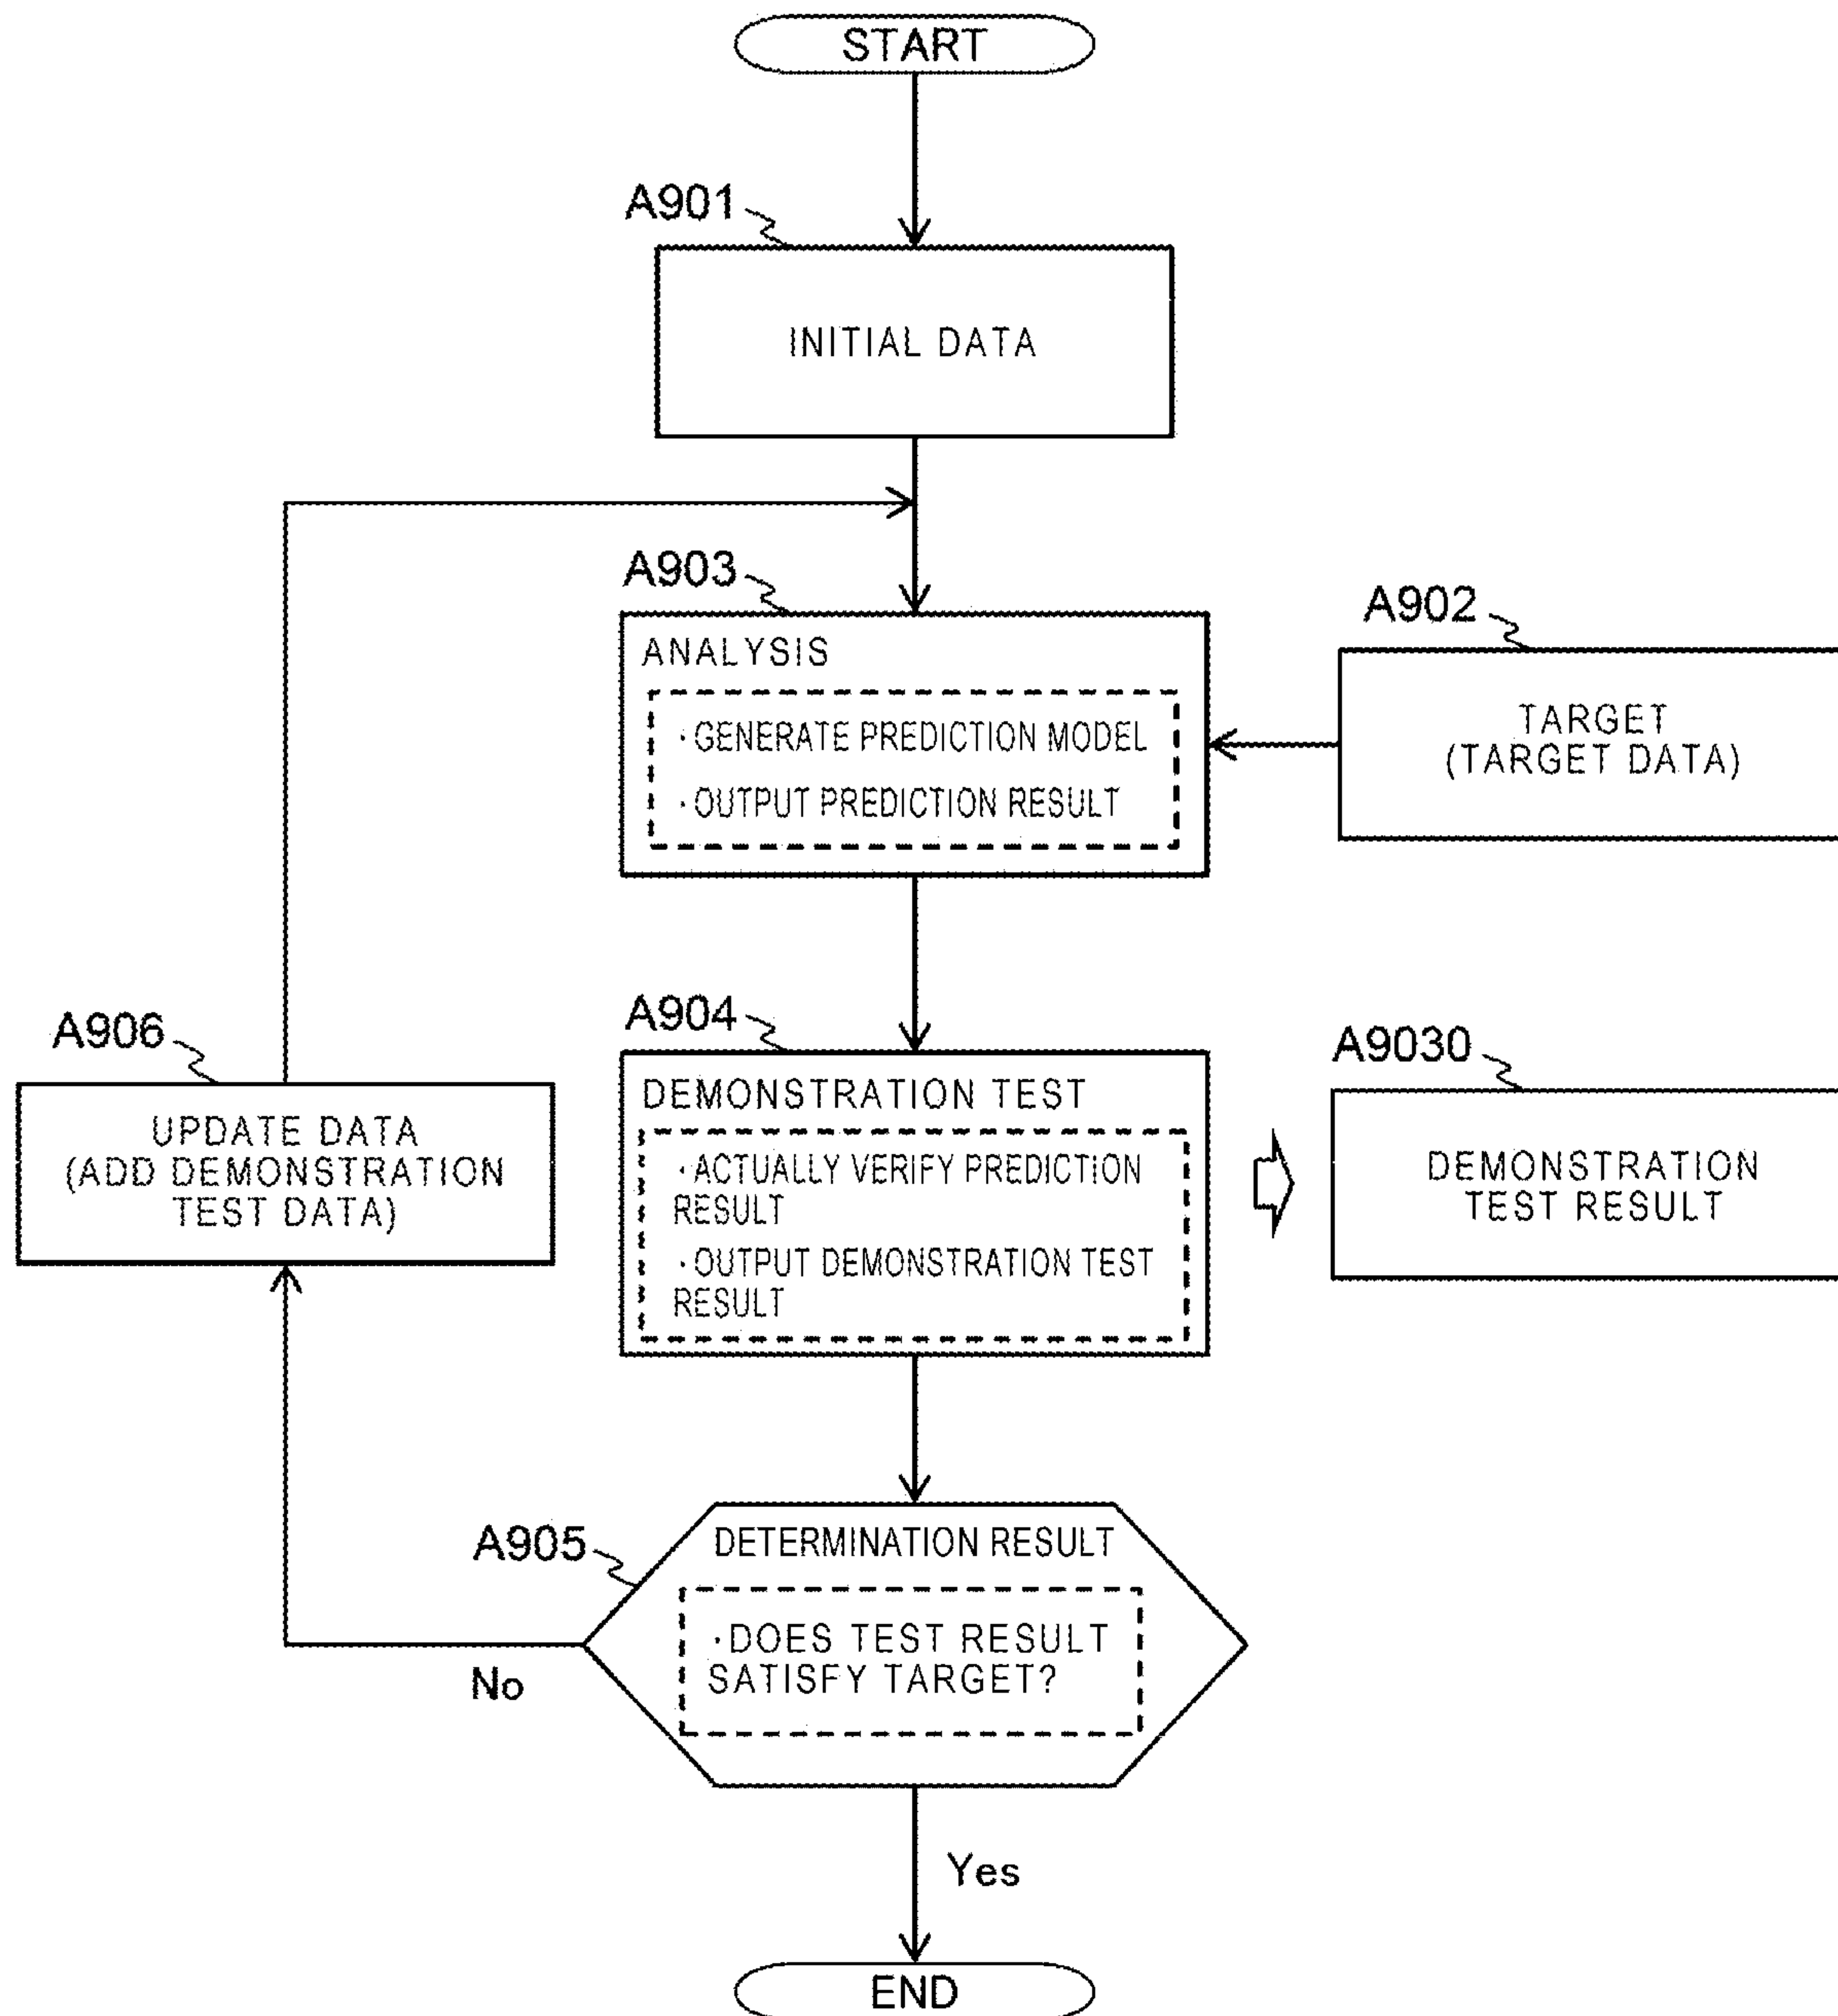 START
A901
INITIAL DATA
A903
ANALYSIS
·GENERATE PREDICTION MODEL
·OUTPUT PREDICTION RESULT
A902
TARGET
(TARGET DATA)
A906
UPDATE DATA
(ADD DEMONSTRATION
TEST DATA)
A904
DEMONSTRATION TEST
·ACTUALLY VERIFY PREDICTION
RESULT
·OUTPUT DEMONSTRATION TEST
RESULT
A9030
DEMONSTRATION
TEST RESULT
A905
DETERMINATION RESULT
·DOES TEST RESULT
SATISFY TARGET?
No
Yes
END